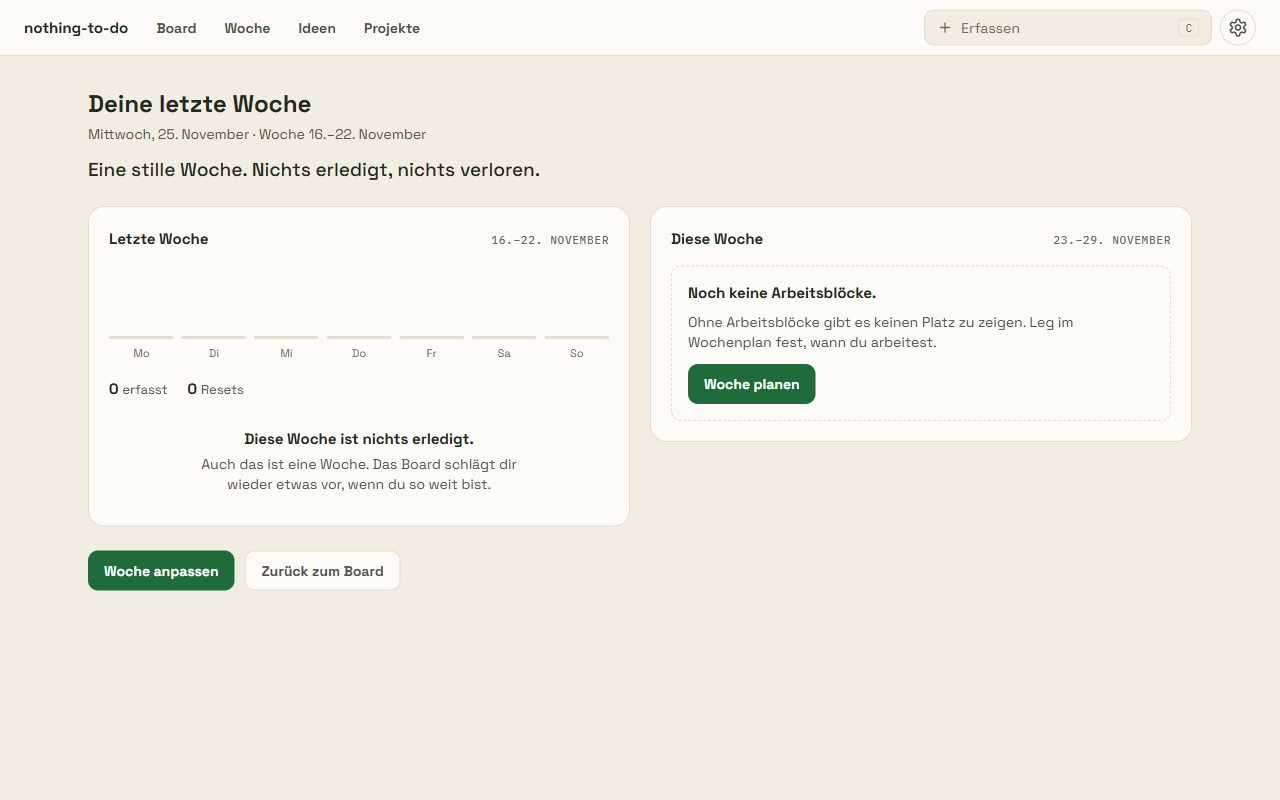 nothing-to-do
Board
Woche
Ideen
Projekte
+ Erfassen
C
Deine letzte Woche
Mittwoch, 25. November · Woche 16.–22. November
Eine stille Woche. Nichts erledigt, nichts verloren.
Letzte Woche
16.–22. NOVEMBER
Mo
Di
Mi
Do
Fr
Sa
So
0 erfasst
0 Resets
Diese Woche ist nichts erledigt.
Auch das ist eine Woche. Das Board schlägt dir
wieder etwas vor, wenn du so weit bist.
Diese Woche
23.–29. NOVEMBER
Noch keine Arbeitsblöcke.
Ohne Arbeitsblöcke gibt es keinen Platz zu zeigen. Leg im
Wochenplan fest, wann du arbeitest.
Woche planen
Woche anpassen
Zurück zum Board